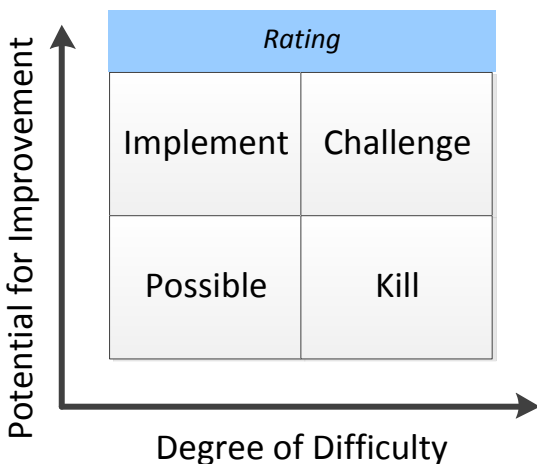 Rating
Potential for Improvement
Implement Challenge
Possible Kill
Degree of Difficulty